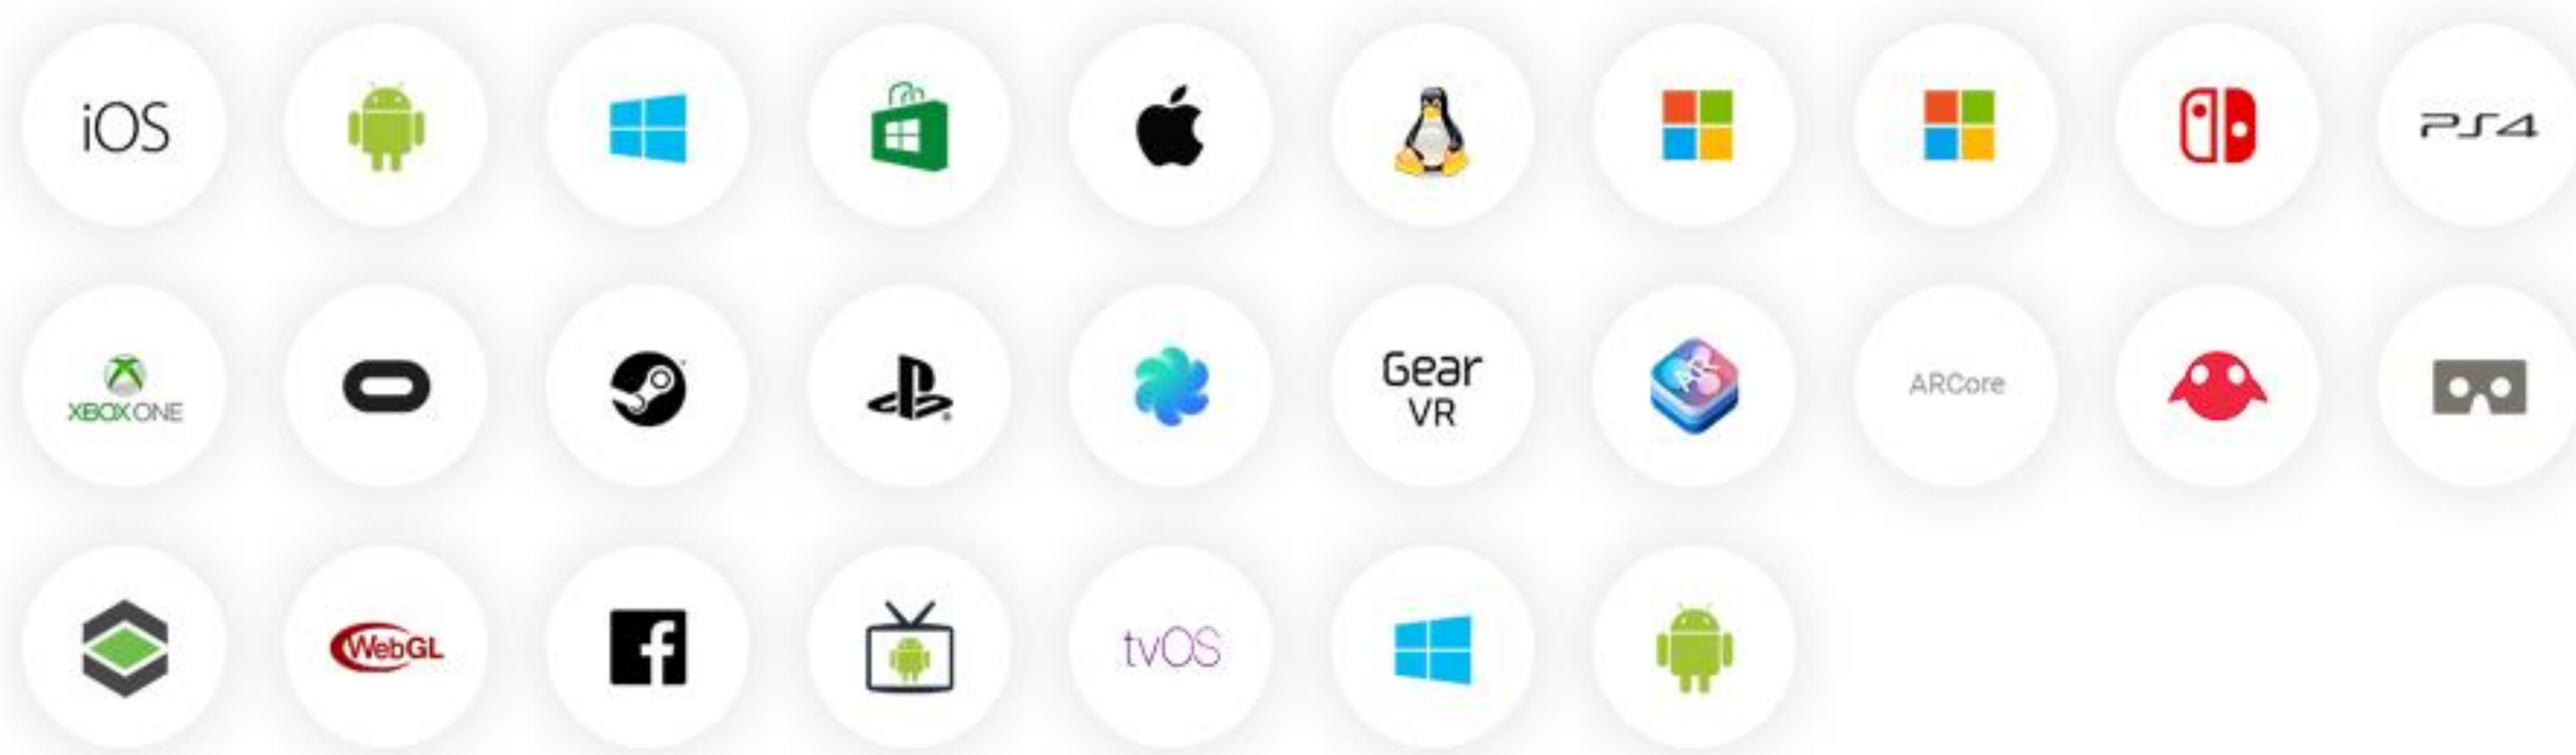 iOS
PS4
XBOX ONE
Gear
VR
ARCore
WebGL
tvOS